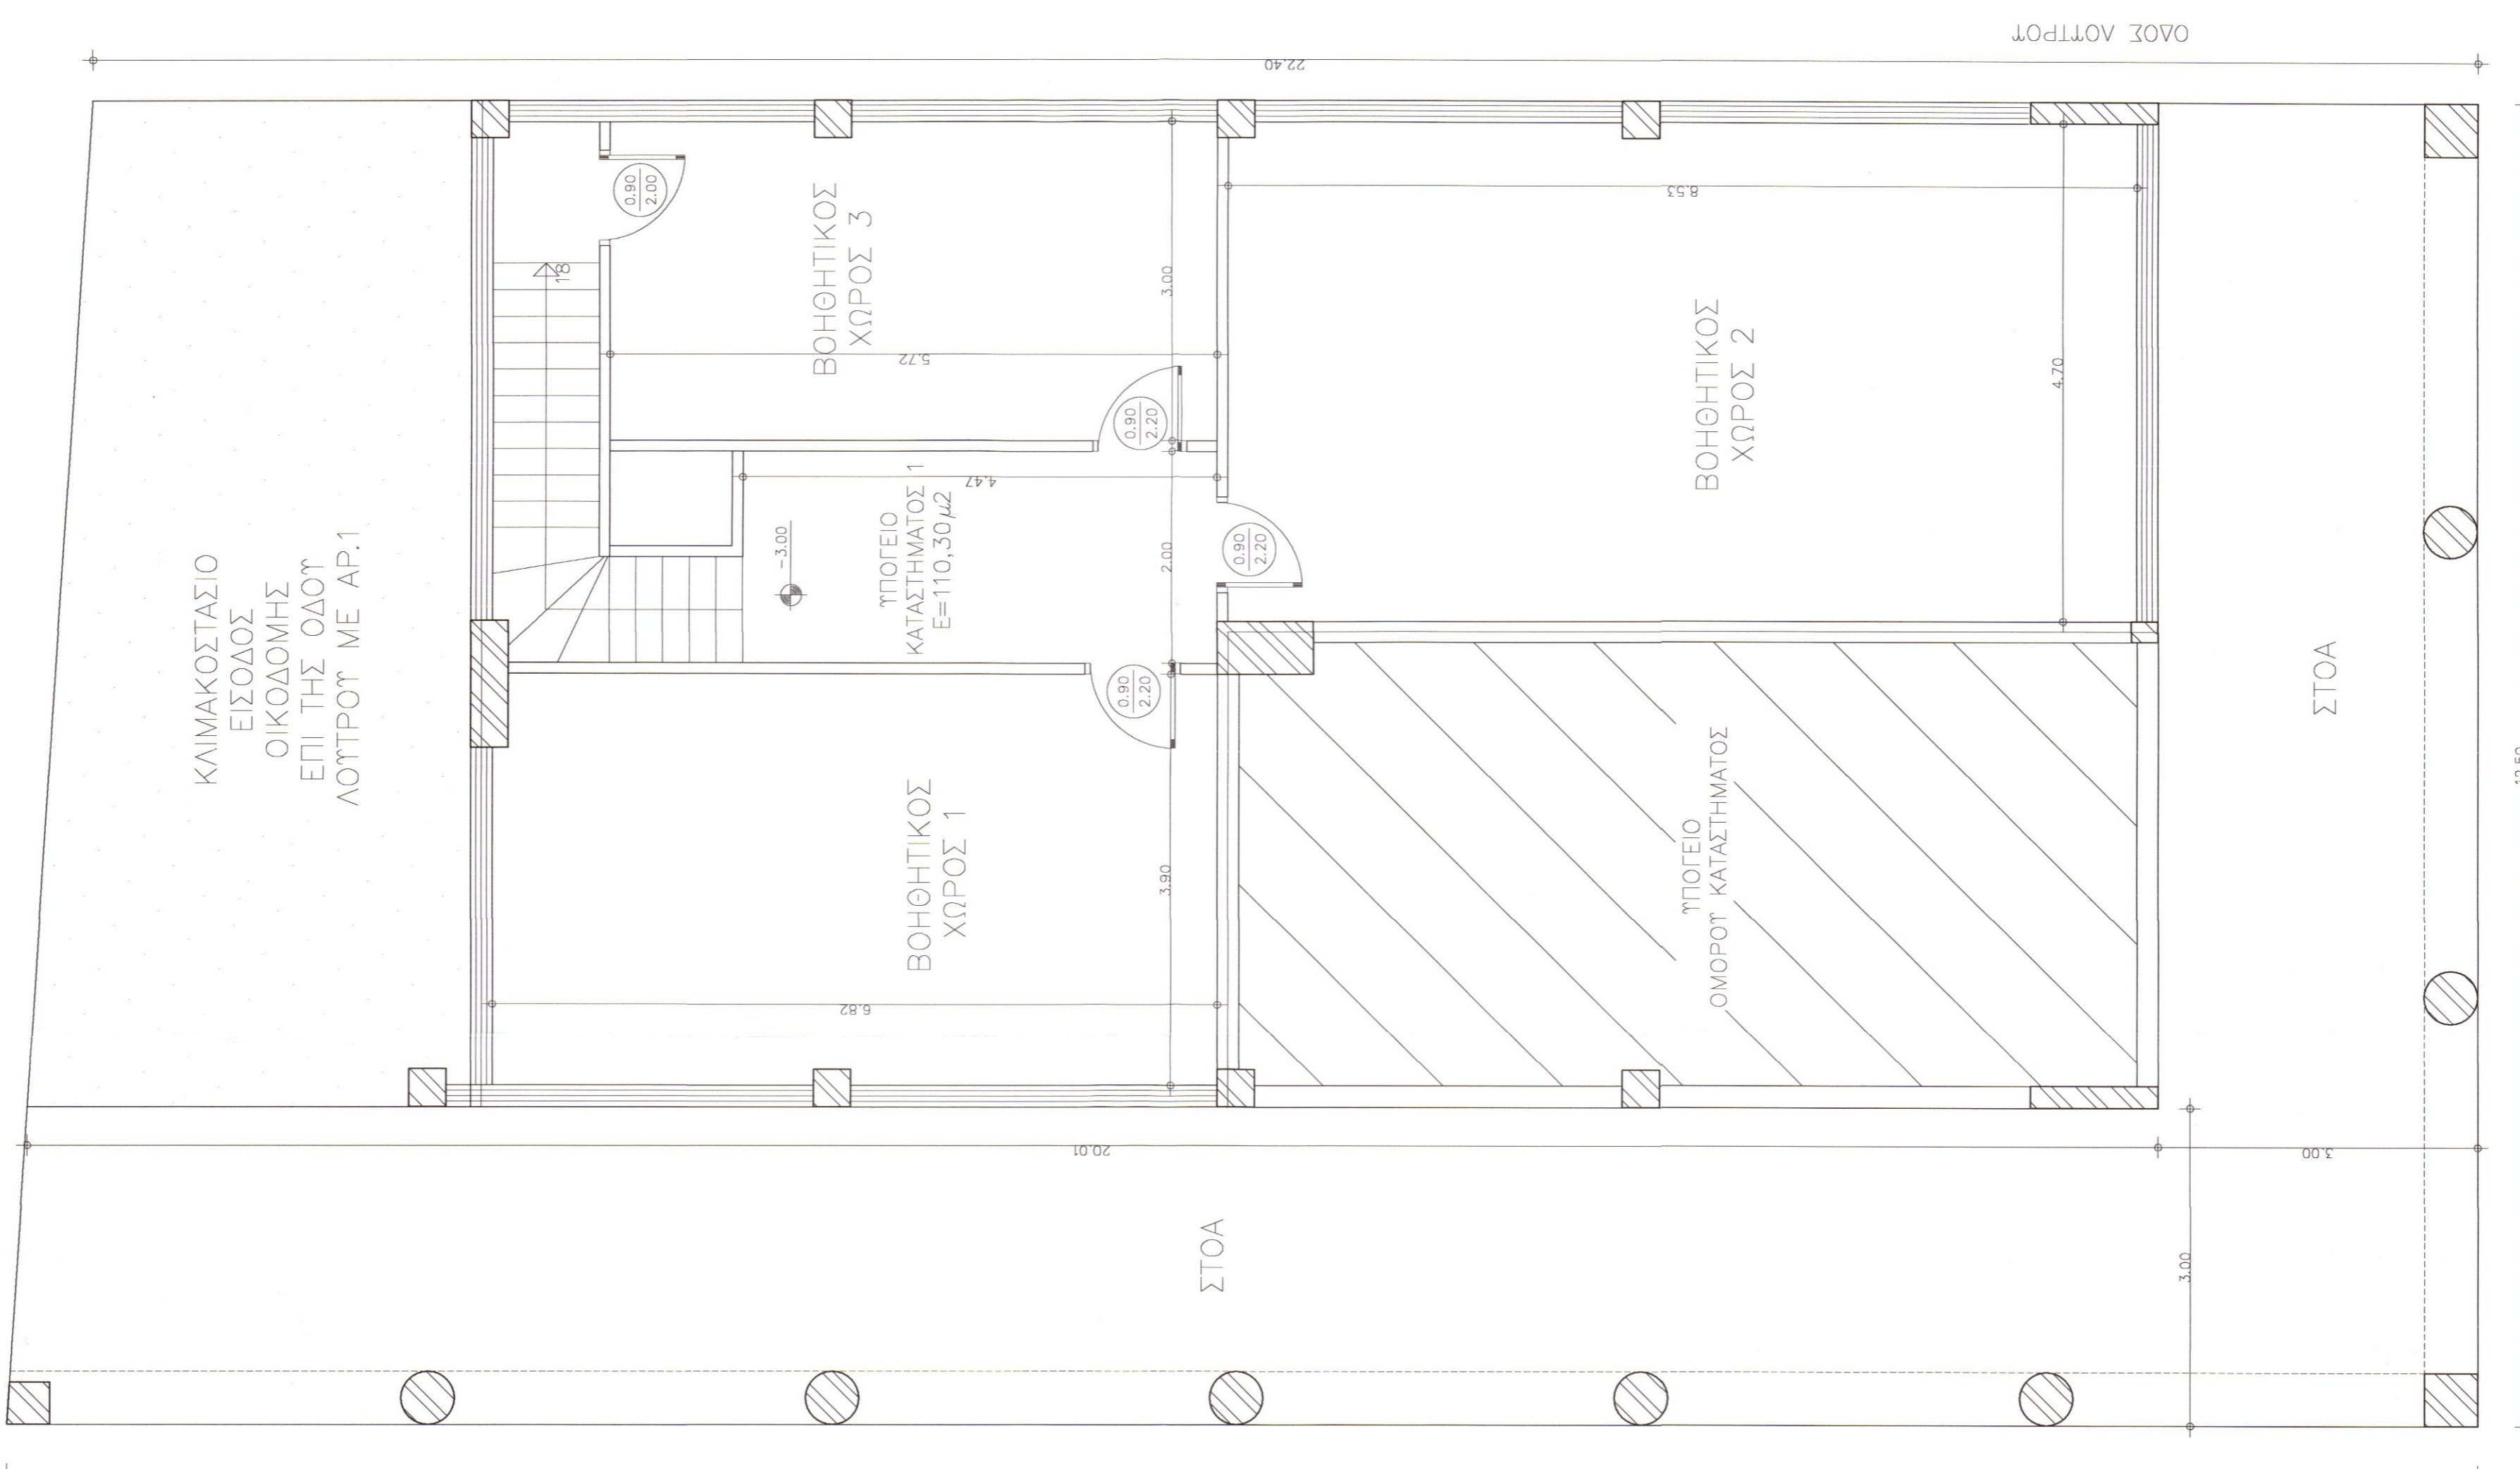 ΟΔΟΣ ΛΟΥΤΡΟΥ
22.40
0.90
2.00
18
ΒΟΗΘΗΤΙΚΟΣ
ΧΩΡΟΣ 3
3.00
5.72
0.90
2.20
8.53
ΒΟΗΘΗΤΙΚΟΣ
ΧΩΡΟΣ 2
4.70
ΚΛΙΜΑΚΟΣΤΑΣΙΟ
ΕΙΣΟΔΟΣ
ΟΙΚΟΔΟΜΗΣ
ΕΠΙ ΤΗΣ ΟΔΟΥ
ΛΟΥΤΡΟΥ ΜΕ ΑΡ.1
-3.00
4.47
ΥΠΟΓΕΙΟ
ΚΑΤΑΣΤΗΜΑΤΟΣ 1
Ε=110,30μ2
2.00
0.90
2.20
0.90
2.20
ΒΟΗΘΗΤΙΚΟΣ
ΧΩΡΟΣ 1
3.90
6.82
ΥΠΟΓΕΙΟ
ΟΜΟΡΟΥ ΚΑΤΑΣΤΗΜΑΤΟΣ
ΣΤΟΑ
20.01
3.00
ΣΤΟΑ
3.00